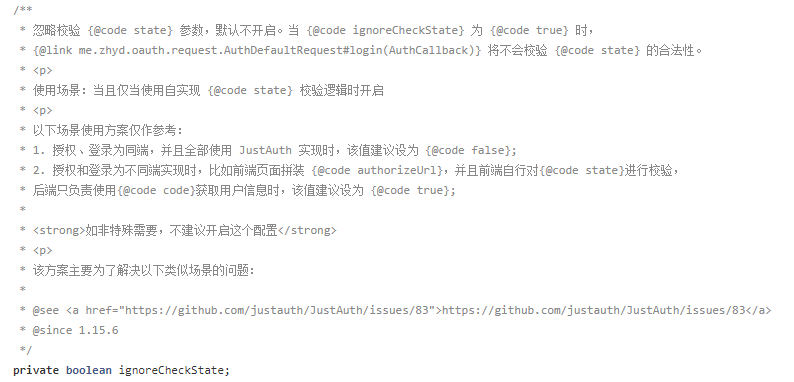 /**
* 忽略校验 {@code state} 参数，默认不开启。当 {@code ignoreCheckState} 为 {@code true} 时，
* {@link me.zhyd.oauth.request.AuthDefaultRequest#login(AuthCallback)} 将不会校验 {@code state} 的合法性。
* <p>
* 使用场景：当且仅当使用自实现 {@code state} 校验逻辑时开启
* <p>
* 以下场景使用方案仅作参考：
* 1. 授权、登录为同端，并且全部使用 JustAuth 实现时，该值建议设为 {@code false};
* 2. 授权和登录为不同端实现时，比如前端页面拼装 {@code authorizeUrl}，并且前端自行对{@code state}进行校验，
* 后端只负责使用{@code code}获取用户信息时，该值建议设为 {@code true};
*
* <strong>如非特殊需要，不建议开启这个配置</strong>
* <p>
* 该方案主要为了解决以下类似场景的问题：
*
* @see <a href="https://github.com/justauth/JustAuth/issues/83">https://github.com/justauth/JustAuth/issues/83</a>
* @since 1.15.6
*/
private boolean ignoreCheckState;